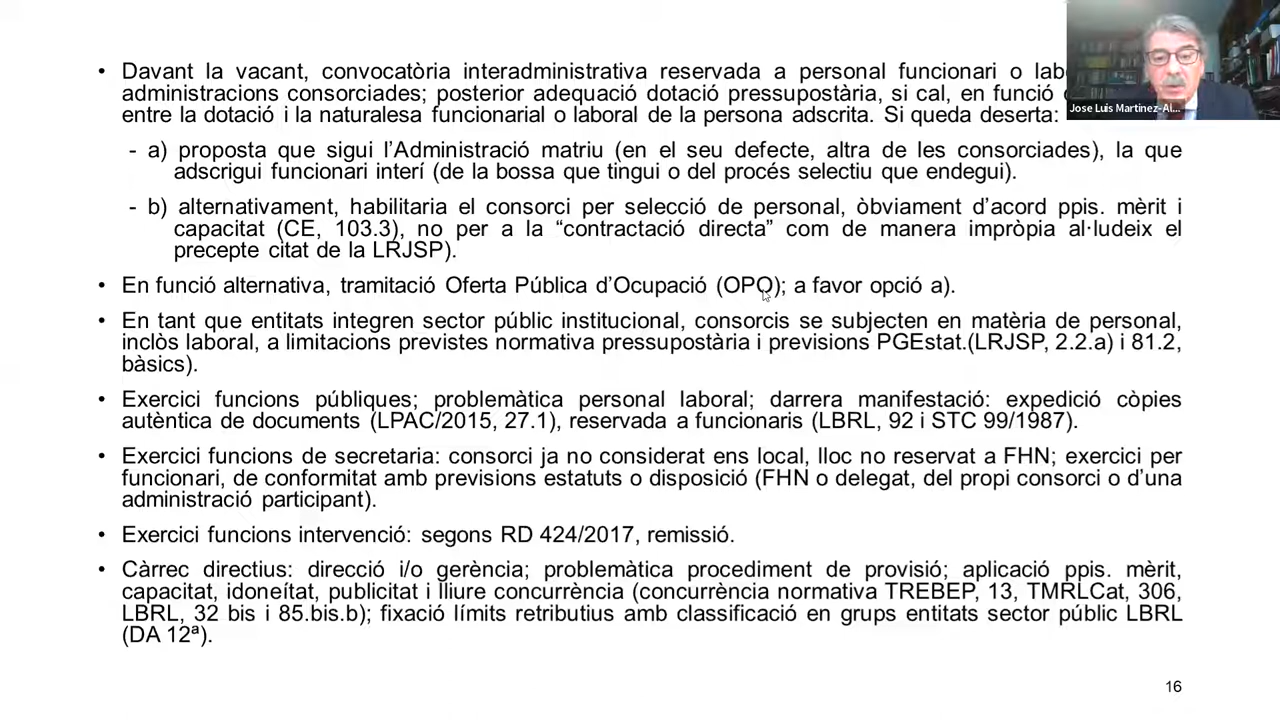 • Davant la vacant, convocatòria interadministrativa reservada a personal funcionari o
administracions consorciades; posterior adequació dotació pressupostària, si cal, en funció
entre la dotació i la naturalesa funcionarial o laboral de la persona adscrita. Si queda deserta:
- a) proposta que sigui l’Administració matriu (en el seu defecte, altra de les consorciades), la que
adscrigui funcionari interí (de la bossa que tingui o del procés selectiu que endegui).
- b) alternativament, habilitaria el consorci per selecció de personal, òbviament d’acord ppis. mèrit i
capacitat (CE, 103.3), no per a la “contractació directa” com de manera impròpia al·ludeix el
precepte citat de la LRJSP).
• En funció alternativa, tramitació Oferta Pública d’Ocupació (OPO); a favor opció a).
• En tant que entitats integren sector públic institucional, consorcis se subjecten en matèria de personal,
inclòs laboral, a limitacions previstes normativa pressupostària i previsions PGEstat.(LRJSP, 2.2.a) i 81.2,
bàsics).
• Exercici funcions públiques; problemàtica personal laboral; darrera manifestació: expedició còpies
autèntica de documents (LPAC/2015, 27.1), reservada a funcionaris (LBRL, 92 i STC 99/1987).
• Exercici funcions de secretaria: consorci ja no considerat ens local, lloc no reservat a FHN; exercici per
funcionari, de conformitat amb previsions estatuts o disposició (FHN o delegat, del propi consorci o d’una
administració participant).
• Exercici funcions intervenció: segons RD 424/2017, remissió.
• Càrrec directius: direcció i/o gerència; problemàtica procediment de provisió; aplicació ppis. mèrit,
capacitat, idoneïtat, publicitat i lliure concurrència (concurrència normativa TREBEP, 13, TMRLCat, 306,
LBRL, 32 bis i 85.bis.b); fixació límits retributius amb classificació en grups entitats sector públic LBRL
(DA 12ª).
16
Jose Luis Martínez-Al...